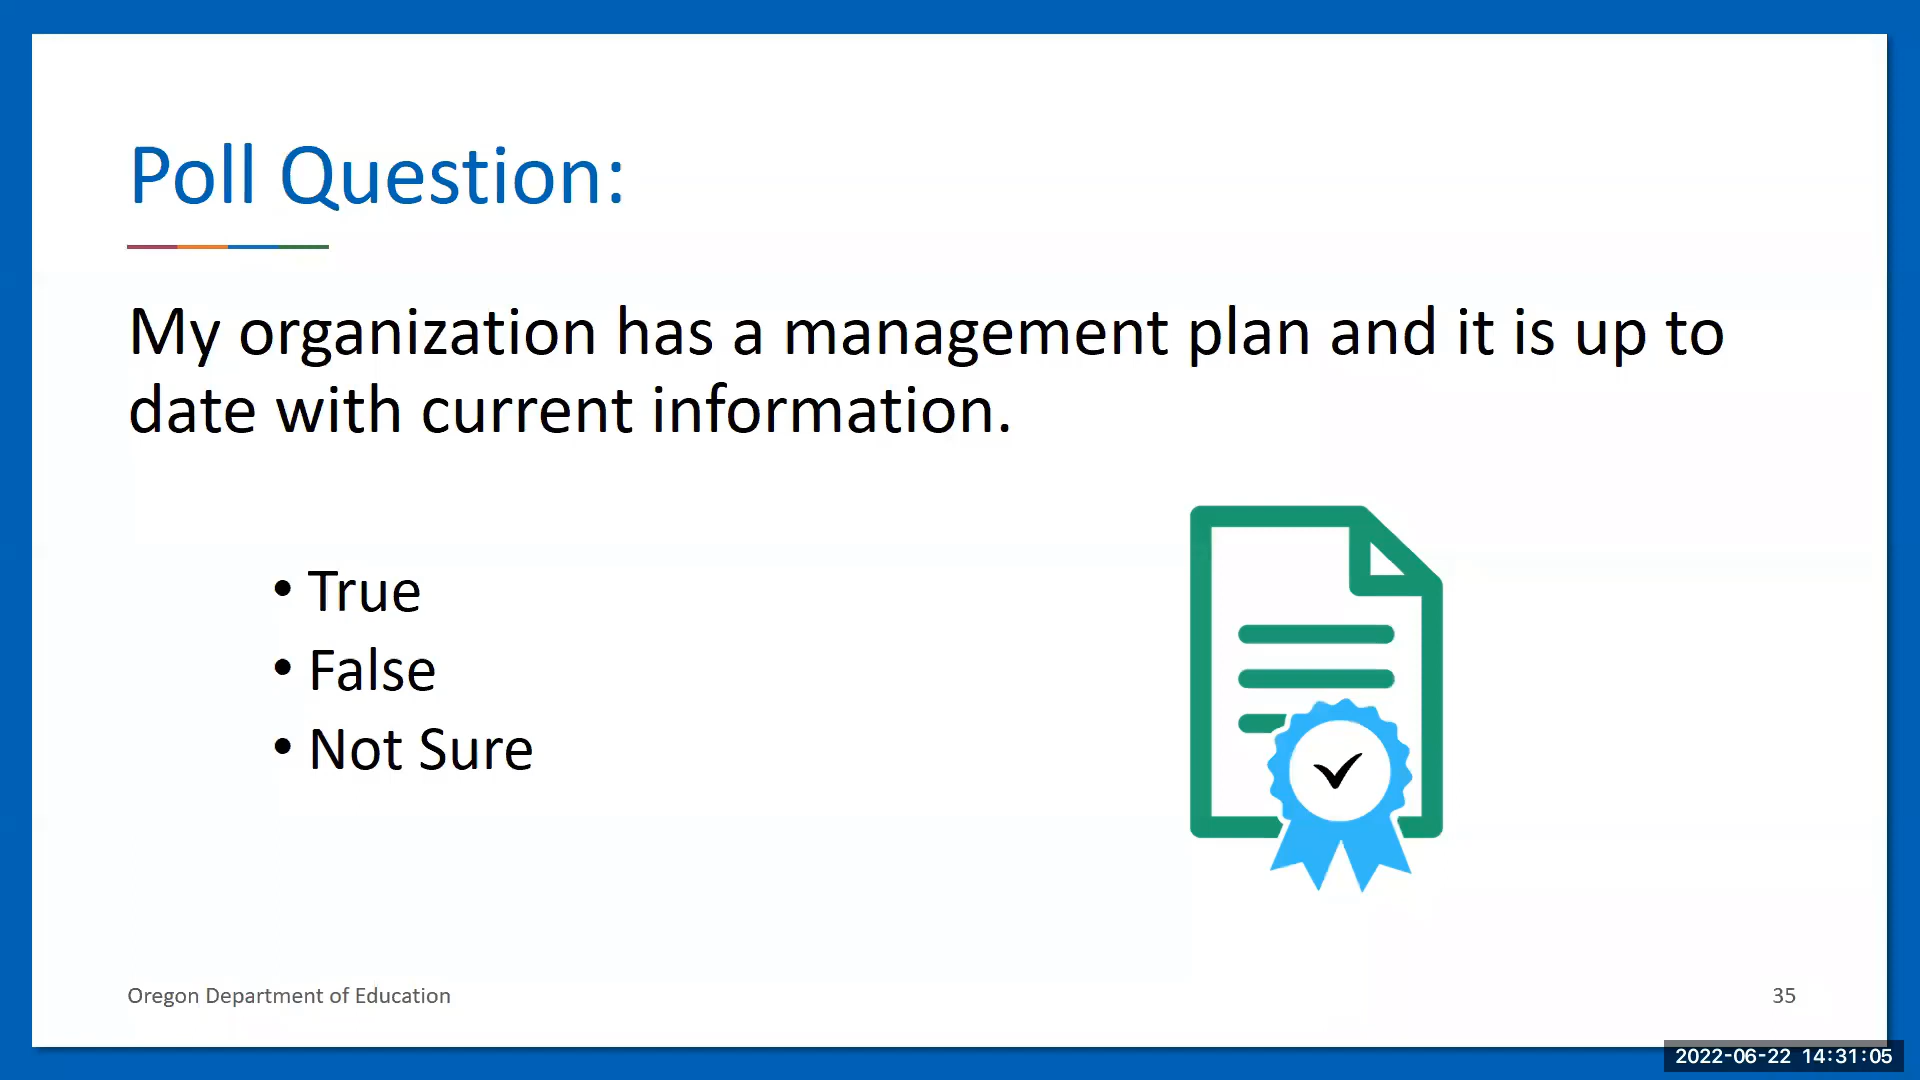 Poll Question:
My organization has a management plan and it is up to
date with current information.
• True
• False
• Not Sure
Oregon Department of Education
35
2022-06-22 14:31:05